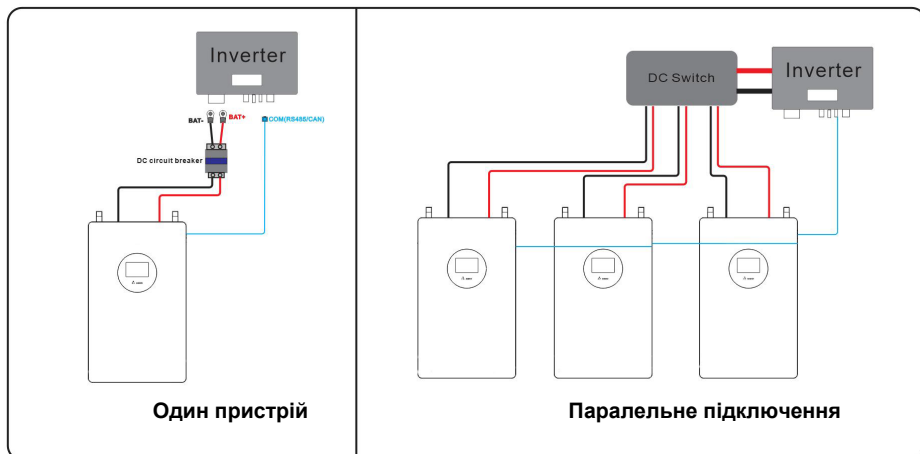 Inverter
BAT-
BAT+
COM(RS485/CAN)
DC circuit breaker
Один пристрій
DC Switch
Inverter
Паралельне підключення